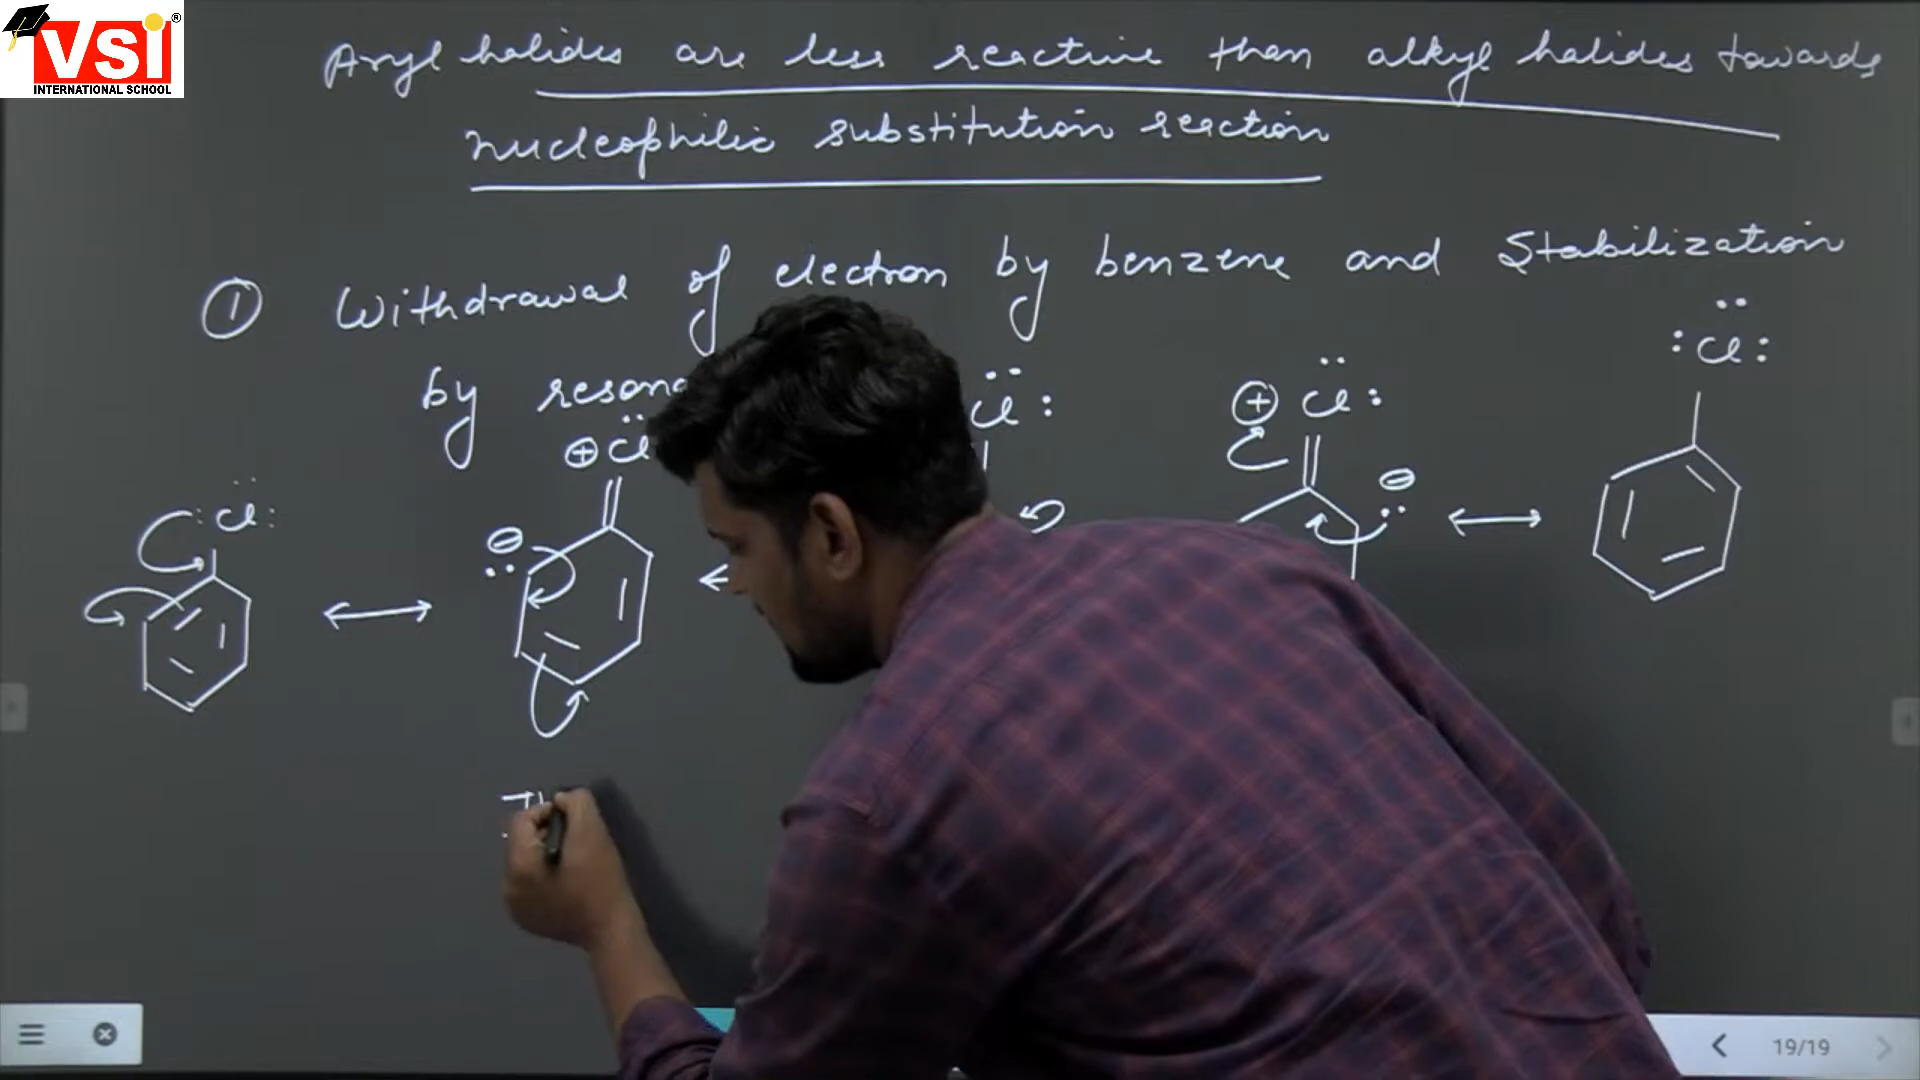 VSI ®
INTERNATIONAL SCHOOL
Aryl halides are less reactive than alkyl halides towards
nucleophilic substitution reaction
① Withdrawal of electron by benzene and Stabilization
by
:Cl:
⊕ Cl
Cl:
⊕ Cl:
:Cl:
⊖
⊖
19/19